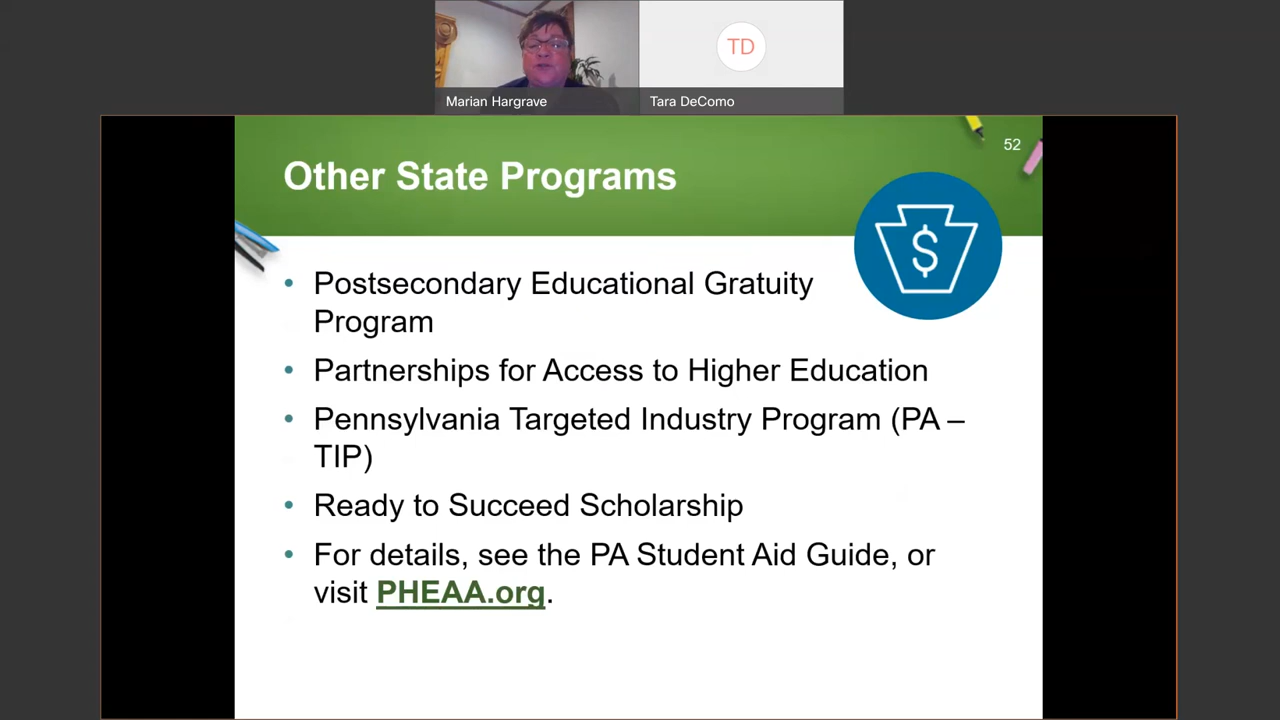 TD
Marian Hargrave
Tara DeComo
52
Other State Programs
$
• Postsecondary Educational Gratuity
Program
• Partnerships for Access to Higher Education
• Pennsylvania Targeted Industry Program (PA –
TIP)
• Ready to Succeed Scholarship
• For details, see the PA Student Aid Guide, or
visit PHEAA.org.